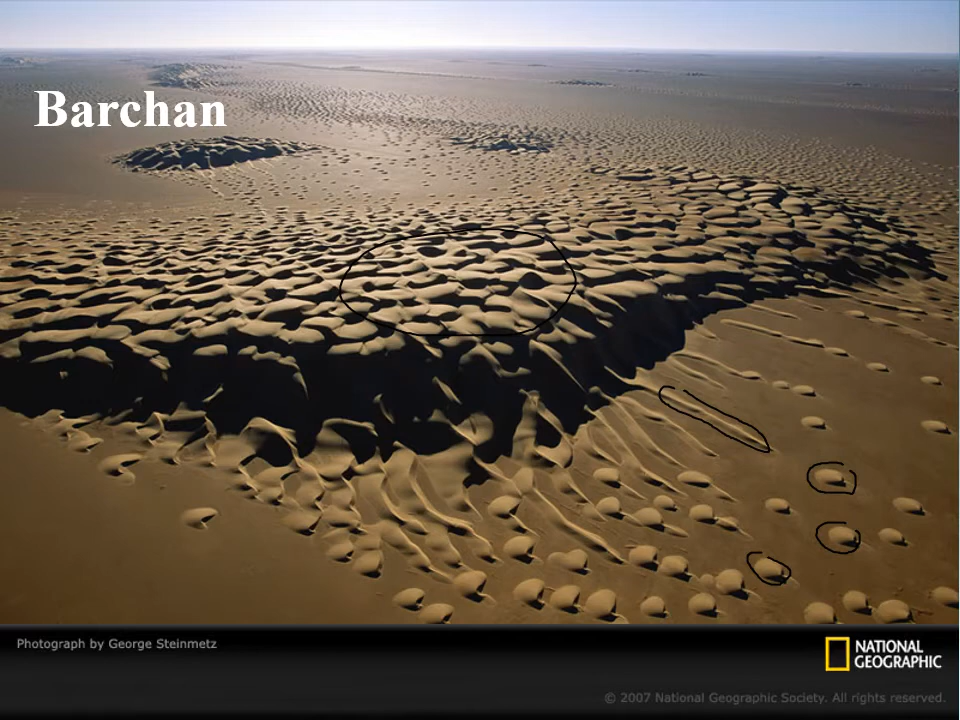 Barchan
Photograph by George Steinmetz
NATIONAL
GEOGRAPHIC
© 2007 National Geographic Society. All rights reserved.